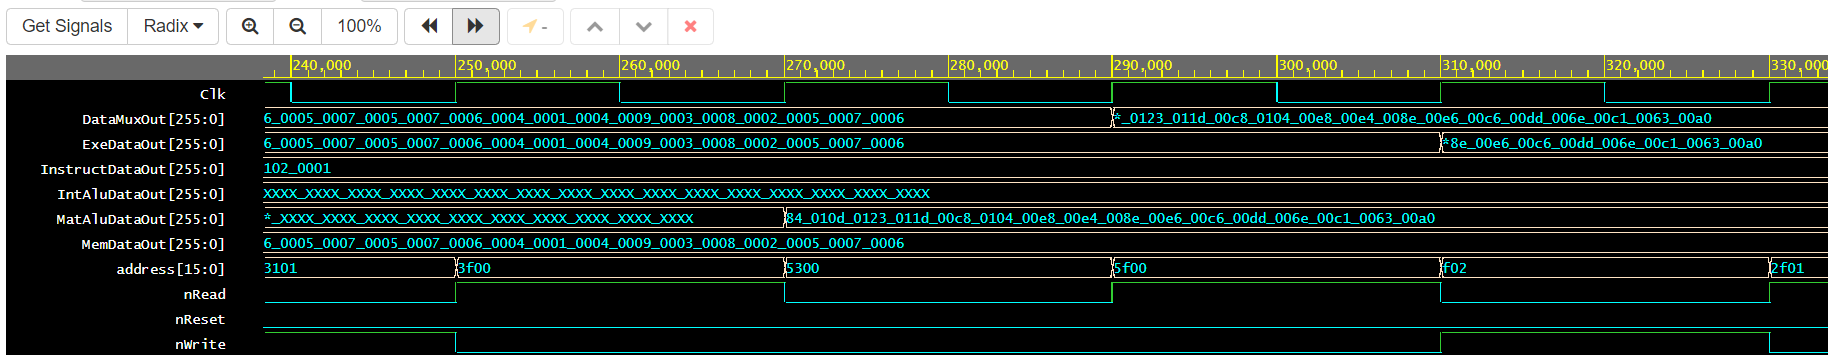 Get Signals Radix 100% -
240,000 250,000 260,000 270,000 280,000 290,000 300,000 310,000 320,000 330,000
Clk
DataMuxOut[255:0] 6_0005_0007_0005_0007_0006_0004_0001_0004_0009_0003_0008_0002_0005_0007_0006 *_0123_011d_00c8_0104_00e8_00e4_008e_00e6_00c6_00dd_006e_00c1_0063_00a0
ExeDataOut[255:0] 6_0005_0007_0005_0007_0006_0004_0001_0004_0009_0003_0008_0002_0005_0007_0006 *8e_00e6_00c6_00dd_006e_00c1_0063_00a0
InstructDataOut[255:0] 102_0001
IntAluDataOut[255:0] XXXX_XXXX_XXXX_XXXX_XXXX_XXXX_XXXX_XXXX_XXXX_XXXX_XXXX_XXXX_XXXX_XXXX_XXXX_XXXX
MatAluDataOut[255:0] *_XXXX_XXXX_XXXX_XXXX_XXXX_XXXX_XXXX_XXXX_XXXX_XXXX 84_010d_0123_011d_00c8_0104_00e8_00e4_008e_00e6_00c6_00dd_006e_00c1_0063_00a0
MemDataOut[255:0] 6_0005_0007_0005_0007_0006_0004_0001_0004_0009_0003_0008_0002_0005_0007_0006
address[15:0] 3101 3f00 5300 5f00 f02 2f01
nRead
nReset
nWrite